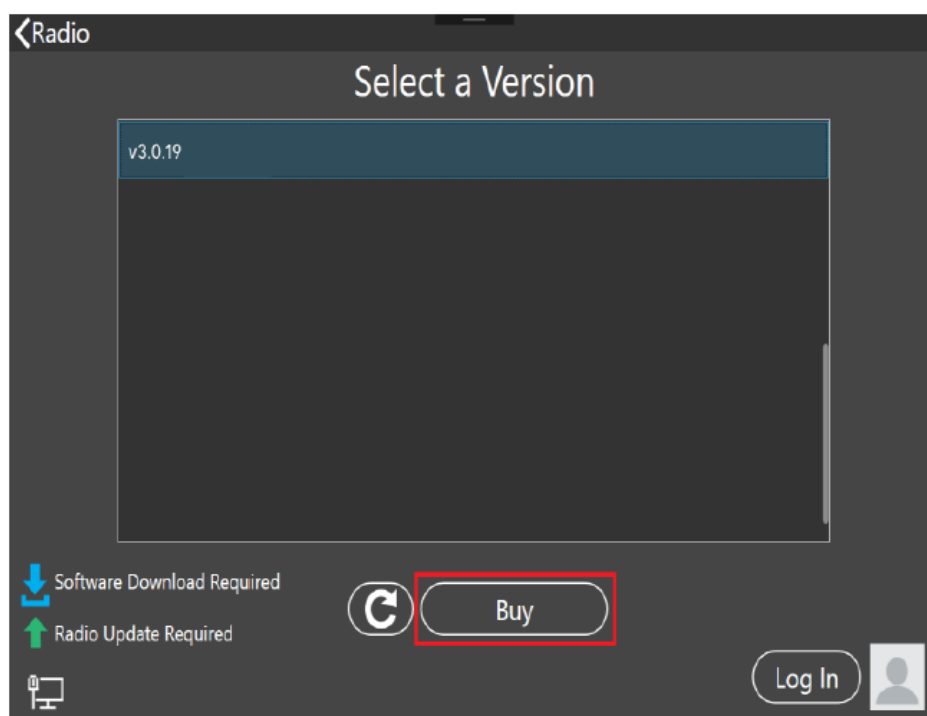 Radio
Select a Version
v3.0.19
Software Download Required
Radio Update Required
Buy
Log In